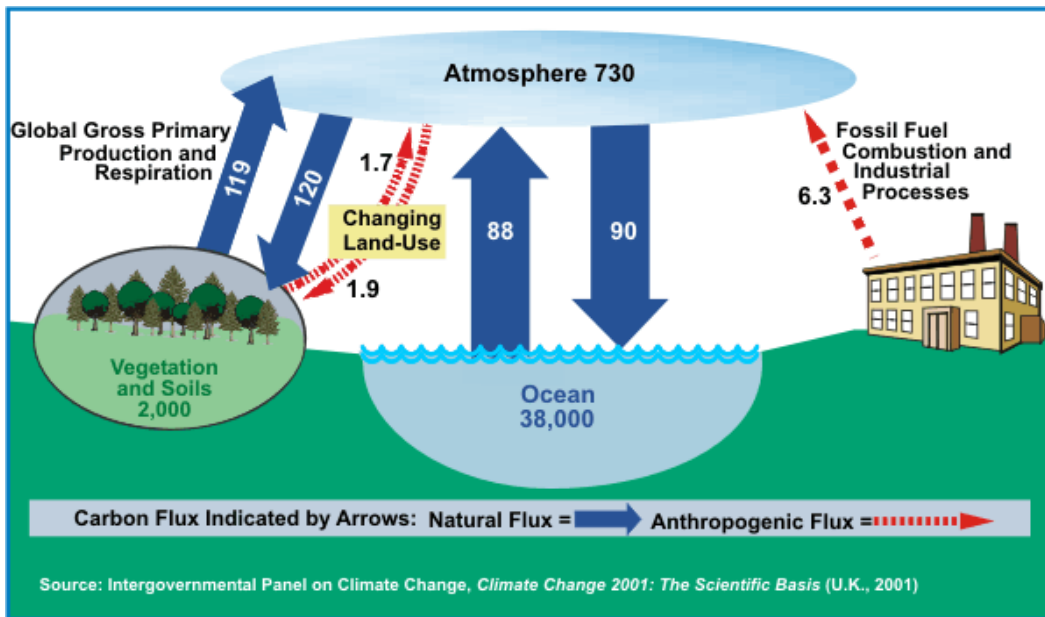 Atmosphere 730
Global Gross Primary
Production and
Respiration
119
120
1.7
Changing
Land-Use
1.9
88
90
Fossil Fuel
Combustion and
Industrial
Processes
6.3
Vegetation
and Soils
2,000
Ocean
38,000
Carbon Flux Indicated by Arrows: Natural Flux = Anthropogenic Flux =
Source: Intergovernmental Panel on Climate Change, Climate Change 2001: The Scientific Basis (U.K., 2001)